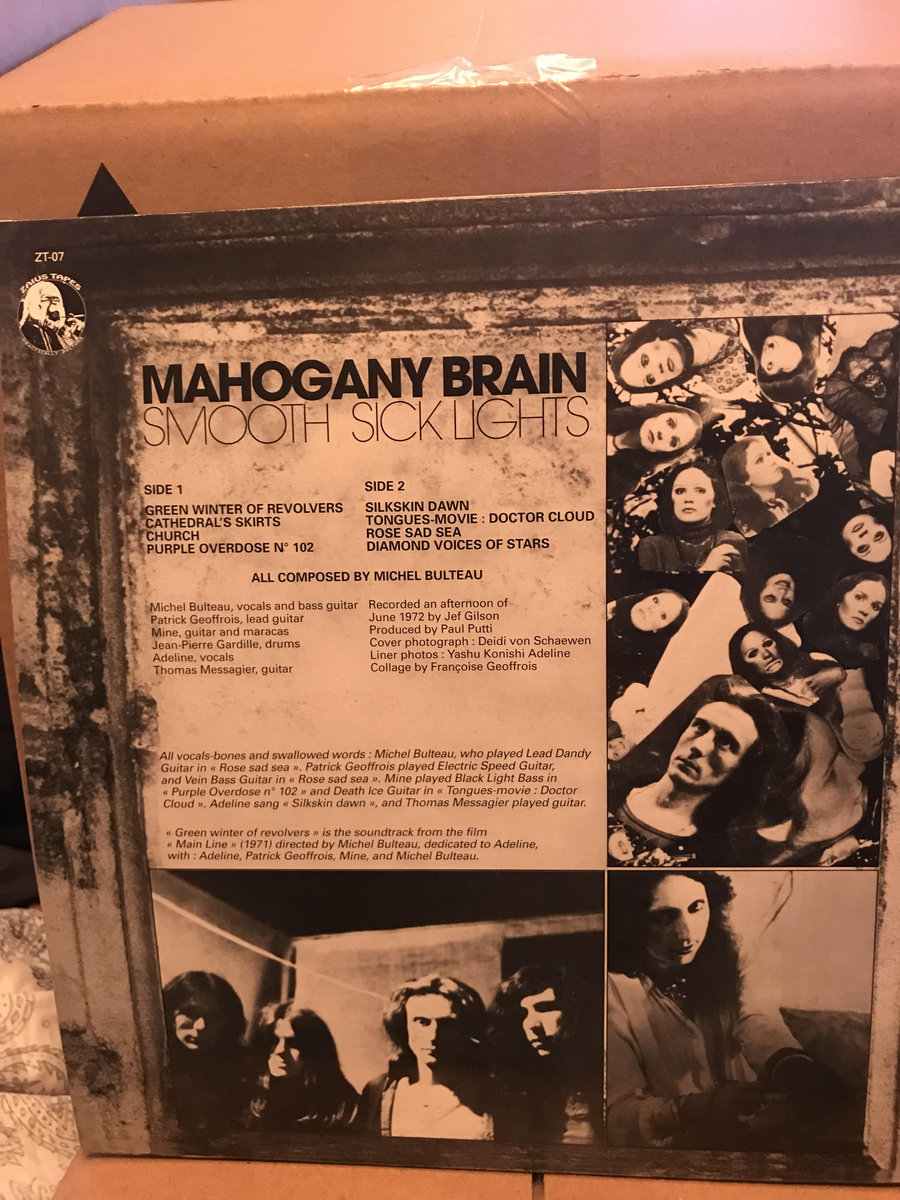 ZT-07
ZAIUS TAPES
MAHOGANY BRAIN
SMOOTH SICK LIGHTS
SIDE 1
GREEN WINTER OF REVOLVERS
CATHEDRAL'S SKIRTS
CHURCH
PURPLE OVERDOSE N° 102
SIDE 2
SILKSKIN DAWN
TONGUES-MOVIE : DOCTOR CLOUD
ROSE SAD SEA
DIAMOND VOICES OF STARS
ALL COMPOSED BY MICHEL BULTEAU
Michel Bulteau, vocals and bass guitar
Patrick Geoffrois, lead guitar
Mine, guitar and maracas
Jean-Pierre Gardille, drums
Adeline, vocals
Thomas Messagier, guitar
Recorded an afternoon of
June 1972 by Jef Gilson
Produced by Paul Putti
Cover photograph : Deidi von Schaewen
Liner photos : Yashu Konishi Adeline
Collage by Françoise Geoffrois
All vocals-bones and swallowed words : Michel Bulteau, who played Lead Dandy
Guitar in « Rose sad sea ». Patrick Geoffrois played Electric Speed Guitar,
and Vein Bass Guitar in « Rose sad sea ». Mine played Black Light Bass in
« Purple Overdose n° 102 » and Death Ice Guitar in « Tongues-movie : Doctor
Cloud ». Adeline sang « Silkskin dawn », and Thomas Messagier played guitar.
« Green winter of revolvers » is the soundtrack from the film
« Main Line » (1971) directed by Michel Bulteau, dedicated to Adeline,
with : Adeline, Patrick Geoffrois, Mine, and Michel Bulteau.